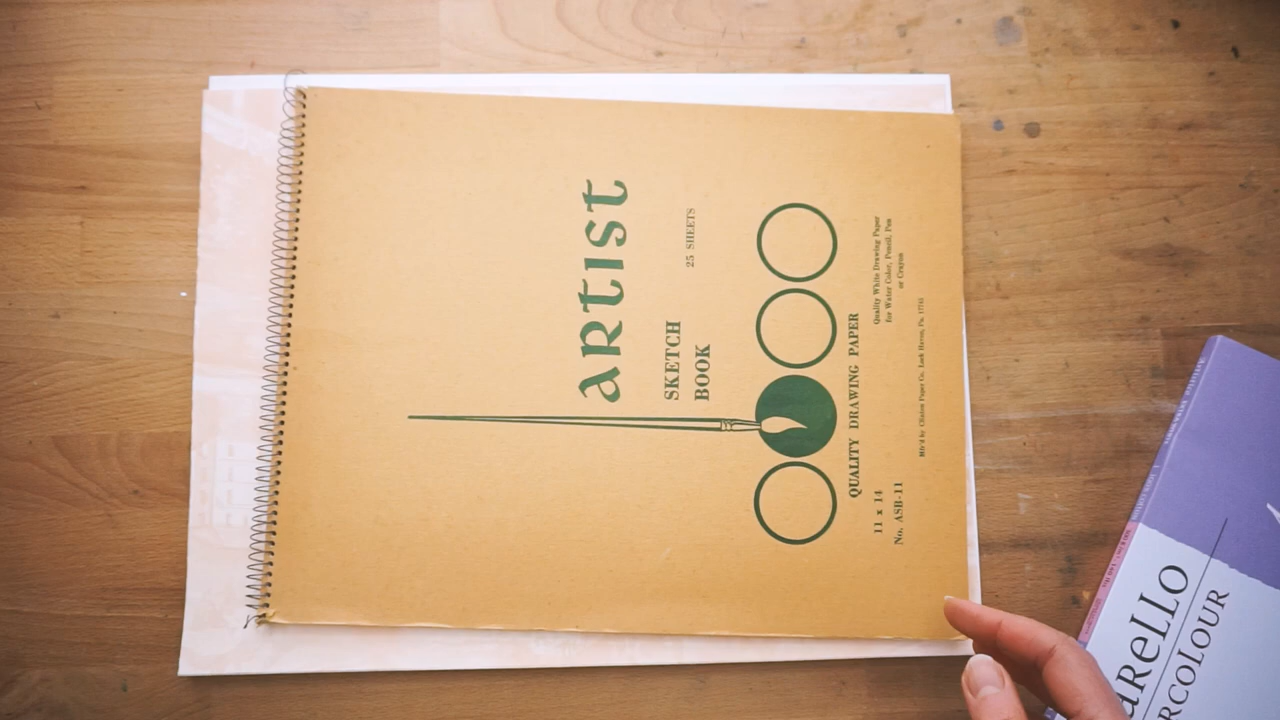 ARTIST
SKETCH
BOOK
25 SHEETS
QUALITY DRAWING PAPER
11 x 14
No. ASB-11
Quality White Drawing Paper
for Water Color, Pencil, Pen
or Crayon
Mfr'd by Clinton Paper Co. Lock Haven, Pa. 17745
aReLLO
RCOLOUR